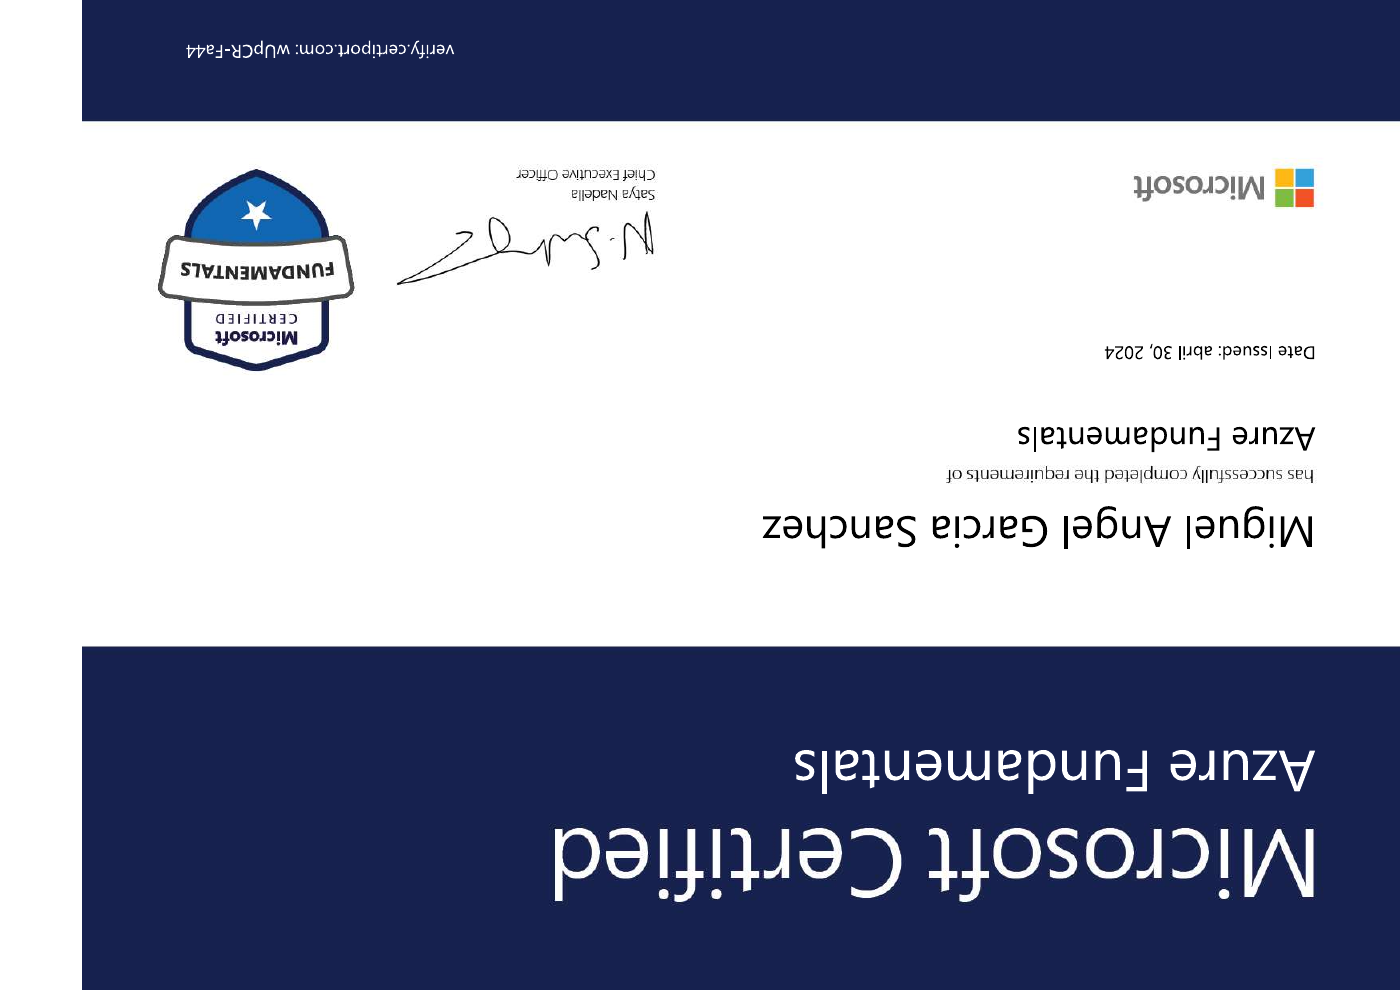 Microsoft Certified
Azure Fundamentals
Miguel Angel Garcia Sanchez
has successfully completed the requirements of
Azure Fundamentals
Date Issued: abril 30, 2024
Microsoft
Satya Nadella
Chief Executive Officer
Microsoft
CERTIFIED
FUNDAMENTALS
verify.certiport.com: wUpCR-Fa44